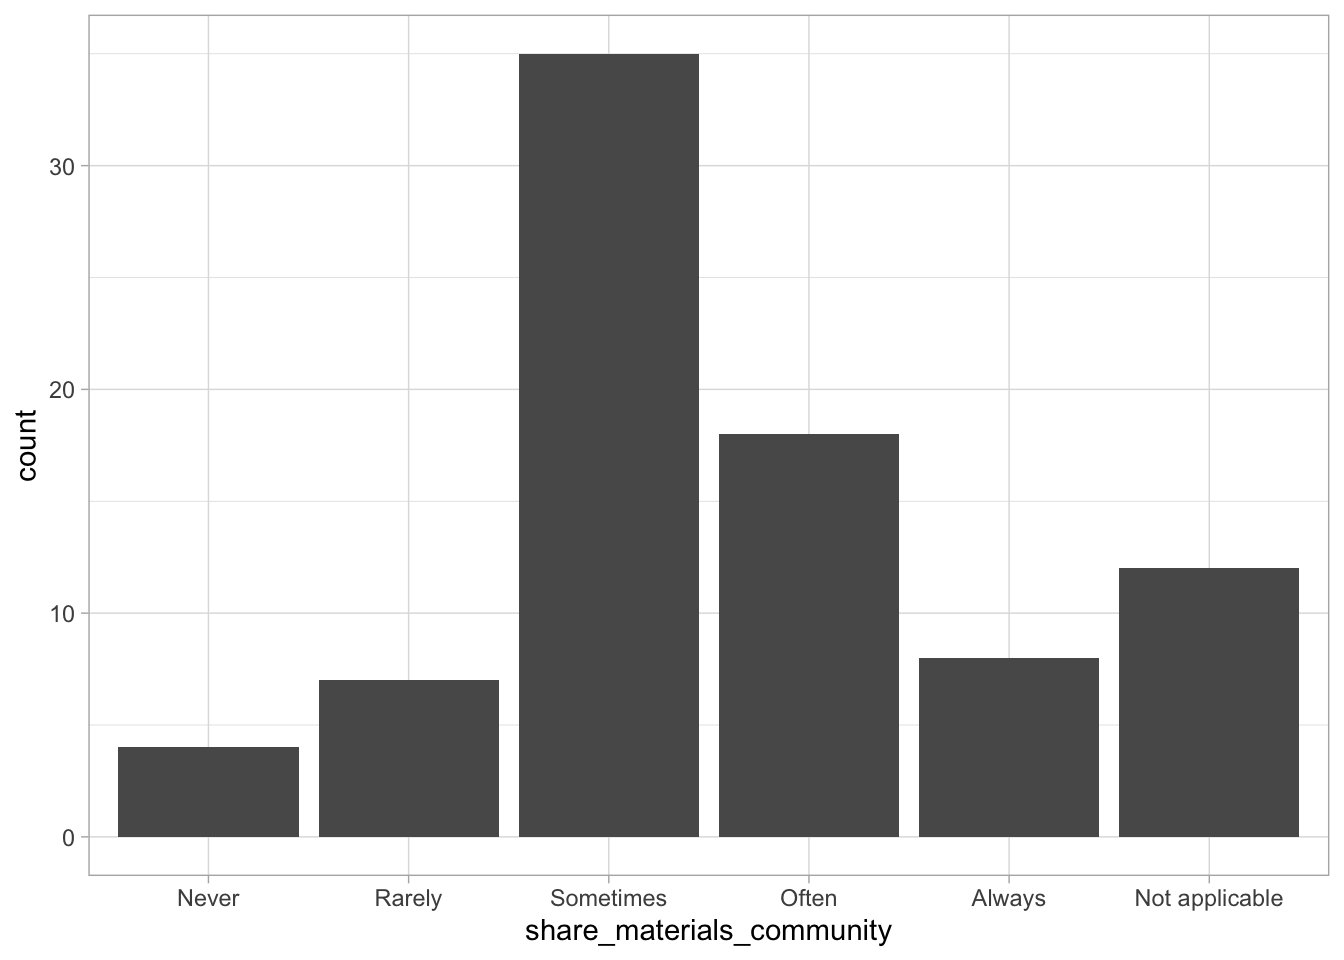 30
20
10
0
count
Never Rarely Sometimes Often Always Not applicable
share_materials_community